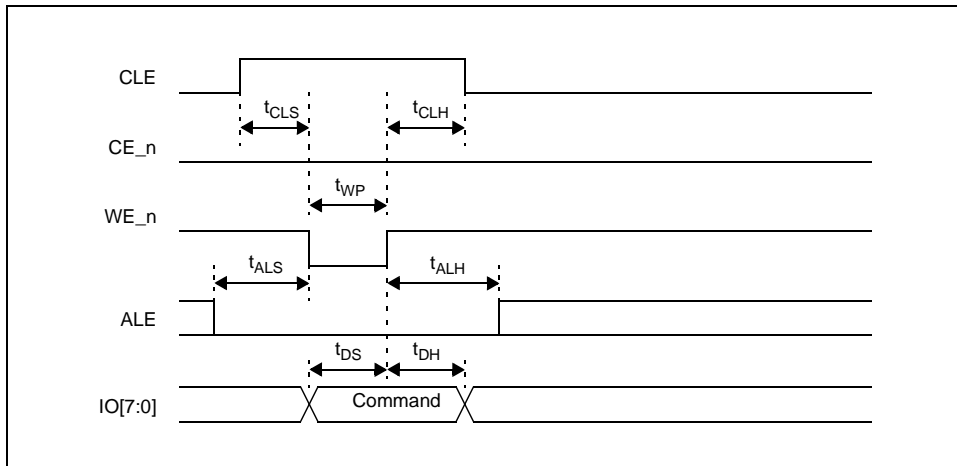 CLE
tCLS
tCLH
CE_n
tWP
WE_n
tALS
tALH
ALE
tDS
tDH
IO[7:0]
Command